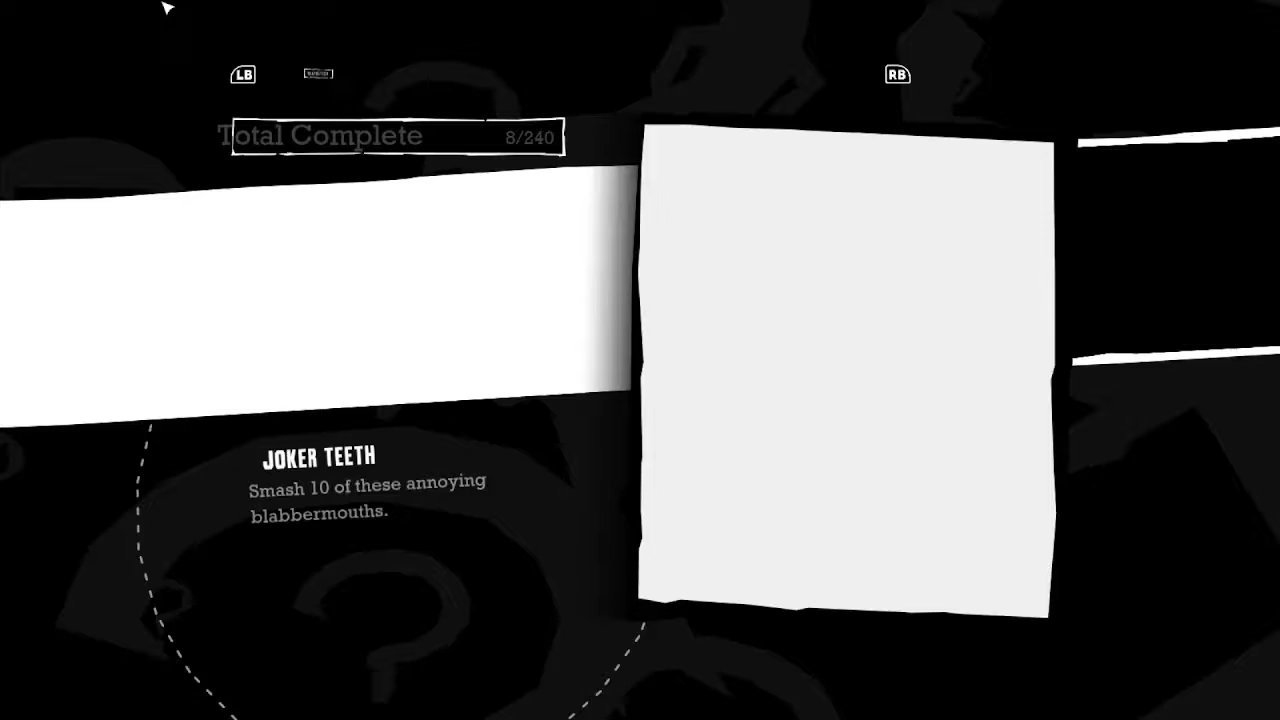 LB
RB
Total Complete 8/240
JOKER TEETH
Smash 10 of these annoying
blabbermouths.